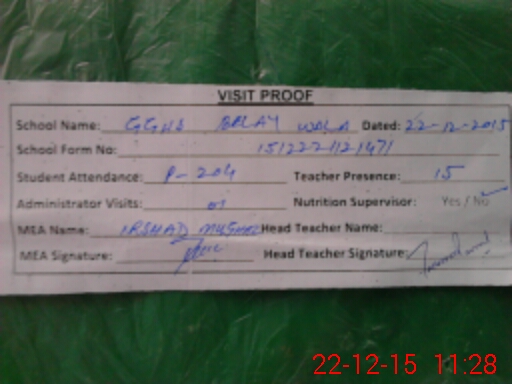 VISIT PROOF
School Name: GGHS BELAY WALA Dated: 22-12-2015
School Form No:
Student Attendance: P-204 Teacher Presence: 15
Administrator Visits: 01 Nutrition Supervisor: Yes / No
MEA Name: IRSHAD Head Teacher Name:
MEA Signature: Head Teacher Signature:
22-12-15 11:28